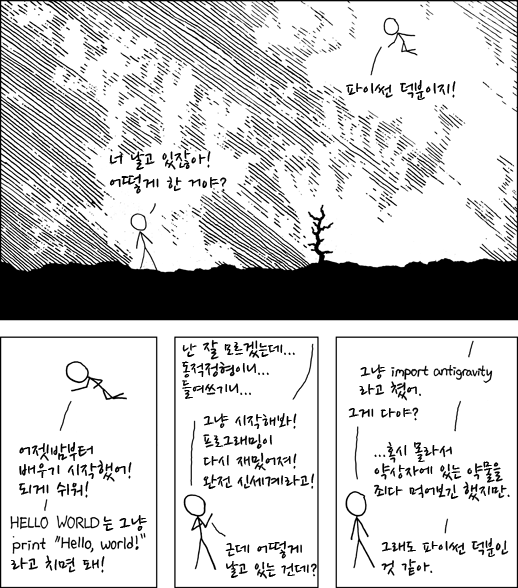 너 날고 있잖아!
어떻게 한 거야?
파이썬 덕분이지!
어젯밤부터
배우기 시작했어!
되게 쉬워!
HELLO WORLD는 그냥
print "Hello, world!"
라고 치면 돼!
난 잘 모르겠는데...
동적정형이니...
들여쓰기니...
그냥 시작해봐!
프로그래밍이
다시 재밌어져!
완전 신세계라고!
근데 어떻게
날고 있는 건데?
그냥 import antigravity
라고 쳤어.
그게 다야?
...혹시 몰라서
약상자에 있는 약물을
죄다 먹어보긴 했지만.
그래도 파이썬 덕분인
것 같아.